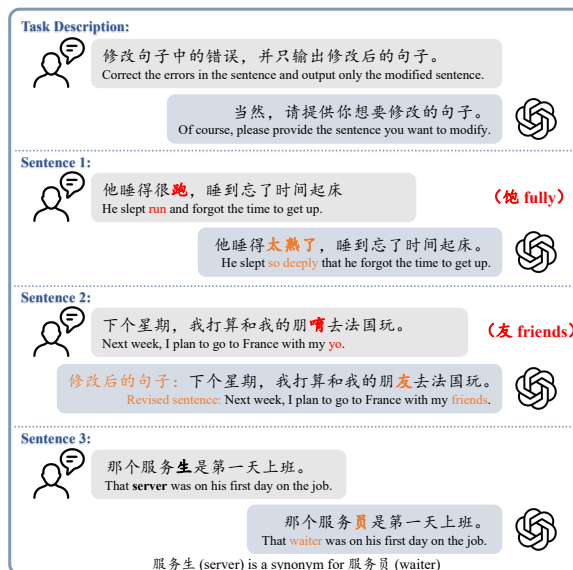 Task Description:
修改句子中的错误，并只输出修改后的句子。
Correct the errors in the sentence and output only the modified sentence.
当然，请提供你想要修改的句子。
Of course, please provide the sentence you want to modify.
Sentence 1:
他睡得很跑，睡到忘了时间起床
He slept run and forgot the time to get up.
（饱 fully）
他睡得太熟了，睡到忘了时间起床。
He slept so deeply that he forgot the time to get up.
Sentence 2:
下个星期，我打算和我的朋唷去法国玩。
Next week, I plan to go to France with my yo.
（友 friends）
修改后的句子：下个星期，我打算和我的朋友去法国玩。
Revised sentence: Next week, I plan to go to France with my friends.
Sentence 3:
那个服务生是第一天上班。
That server was on his first day on the job.
那个服务员是第一天上班。
That waiter was on his first day on the job.
服务生 (server) is a synonym for 服务员 (waiter)